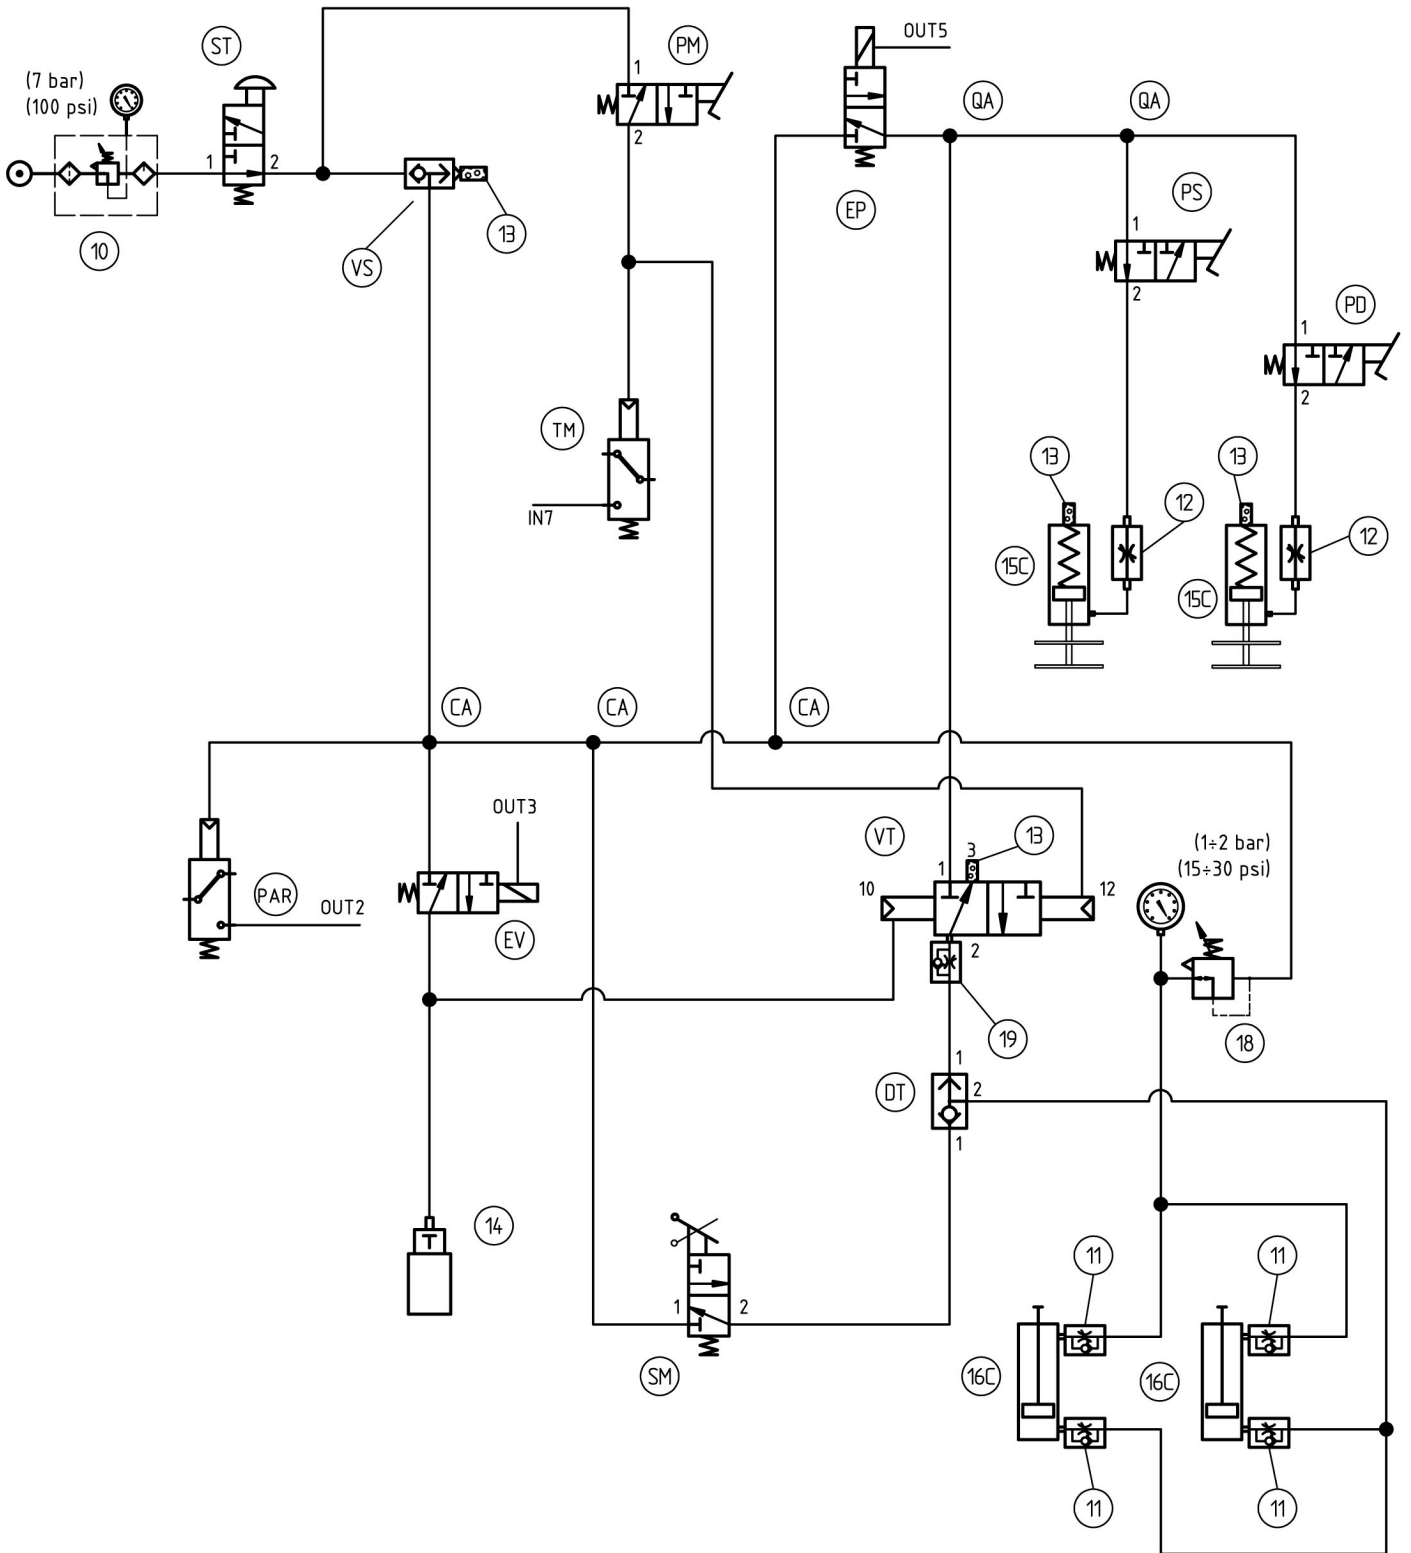 OUT5
ST
PM
(7 bar)
(100 psi)
1
QA
QA
2
1
2
PS
EP
1
13
10
VS
2
PD
1
2
TM
13
13
12
12
IN7
15C
15C
CA
CA
CA
OUT3
VT
13
(1÷2 bar)
(15÷30 psi)
3
1
10
12
PAR
OUT2
EV
2
19
18
1
DT
2
1
14
11
11
1
2
SM
16C
16C
11
11